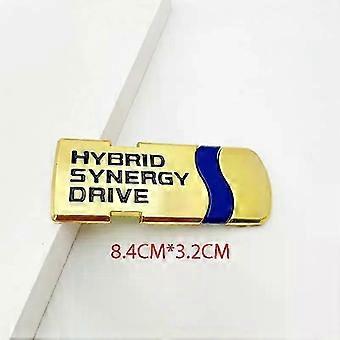 HYBRID
SYNERGY
DRIVE
8.4CM*3.2CM